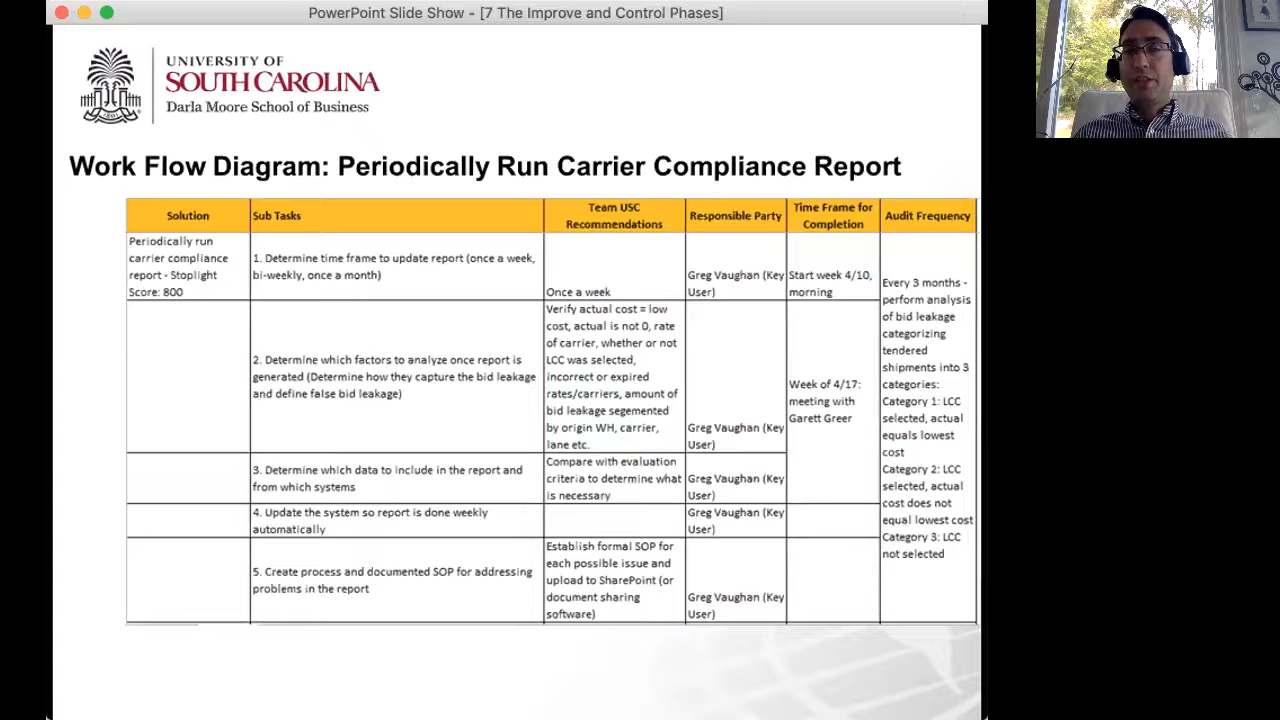 PowerPoint Slide Show - [7 The Improve and Control Phases]
UNIVERSITY OF
SOUTH CAROLINA
Darla Moore School of Business
Work Flow Diagram: Periodically Run Carrier Compliance Report
Solution
Sub Tasks
Team USC
Recommendations
Responsible Party
Time Frame for
Completion
Audit Frequency
Periodically run
carrier compliance
report - Stoplight
Score: 800
1. Determine time frame to update report (once a week,
bi-weekly, once a month)
Once a week
Greg Vaughan (Key
User)
Start week 4/10,
morning
Every 3 months -
perform analysis
of bid leakage
categorizing
tendered
shipments into 3
categories:
Category 1: LCC
selected, actual
equals lowest
cost
Category 2: LCC
selected, actual
cost does not
equal lowest cost
Category 3: LCC
not selected
2. Determine which factors to analyze once report is
generated (Determine how they capture the bid leakage
and define false bid leakage)
Verify actual cost = low
cost, actual is not 0, rate
of carrier, whether or not
LCC was selected,
incorrect or expired
rates/carriers, amount of
bid leakage segemented
by origin WH, carrier,
lane etc.
Greg Vaughan (Key
User)
Week of 4/17:
meeting with
Garett Greer
3. Determine which data to include in the report and
from which systems
Compare with evaluation
criteria to determine what
is necessary
Greg Vaughan (Key
User)
4. Update the system so report is done weekly
automatically
Greg Vaughan (Key
User)
5. Create process and documented SOP for addressing
problems in the report
Establish formal SOP for
each possible issue and
upload to SharePoint (or
document sharing
software)
Greg Vaughan (Key
User)